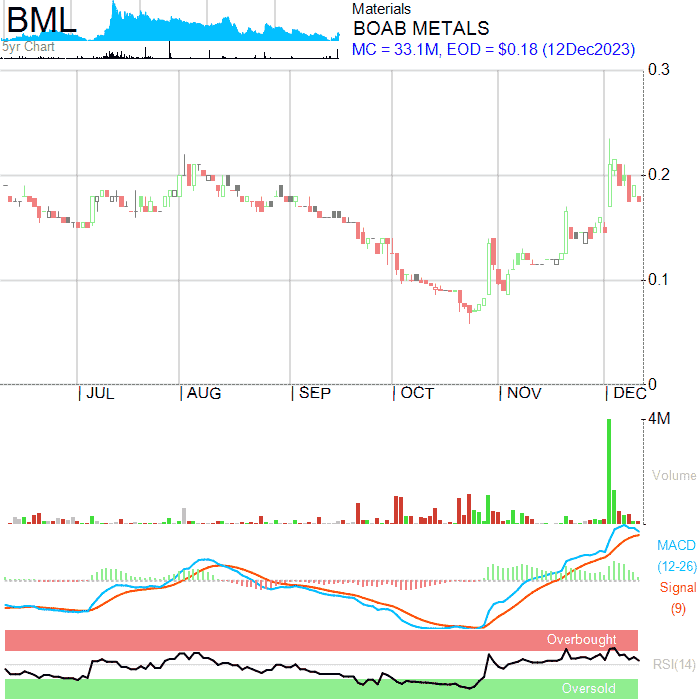 BML
5yr Chart
Materials
BOAB METALS
MC = 33.1M, EOD = $0.18 (12Dec2023)
0.3
0.2
0.1
0
JUL AUG SEP OCT NOV DEC
4M
Volume
MACD
(12-26)
Signal
(9)
Overbought
RSI(14)
Oversold